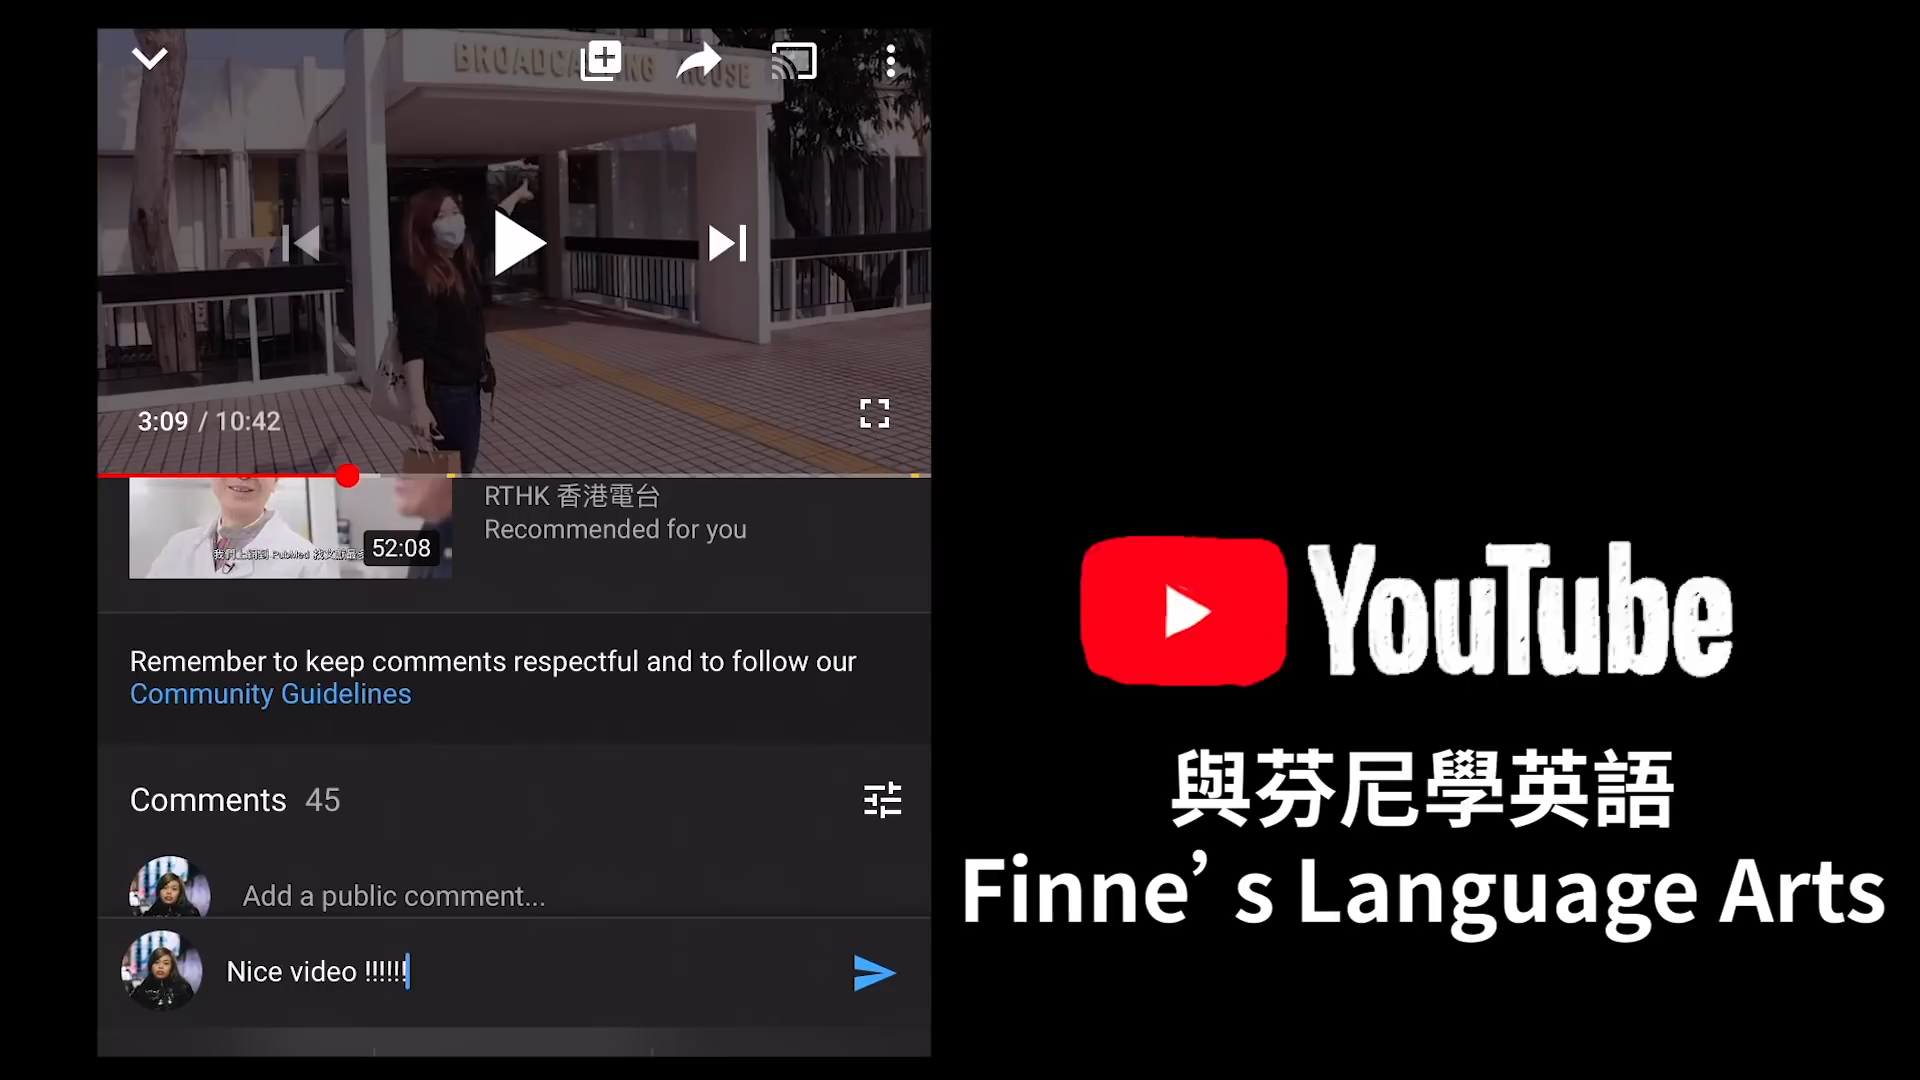 BROADCASTING HOUSE
3:09 / 10:42
RTHK 香港電台
Recommended for you
52:08
Remember to keep comments respectful and to follow our
Community Guidelines
Comments 45
Add a public comment...
Nice video !!!!!!
YouTube
與芬尼學英語
Finne’s Language Arts